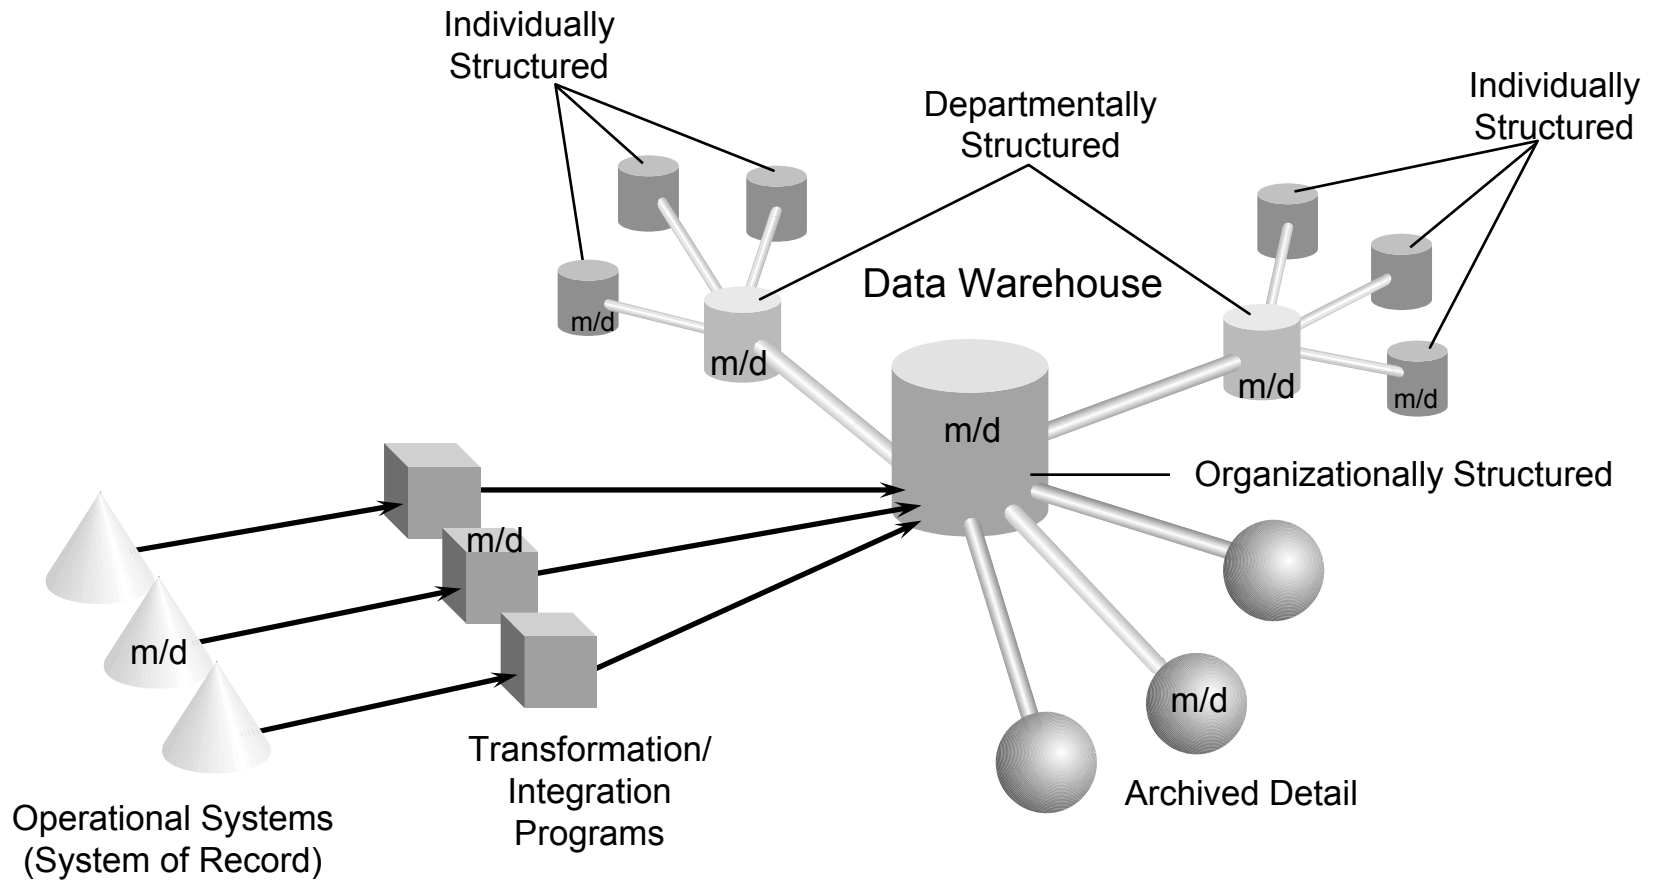 Individually
Structured
Departmentally
Structured
Individually
Structured
Data Warehouse
m/d
m/d
m/d
m/d
m/d
m/d
Organizationally Structured
m/d
m/d
m/d
Transformation/
Integration
Programs
Archived Detail
Operational Systems
(System of Record)